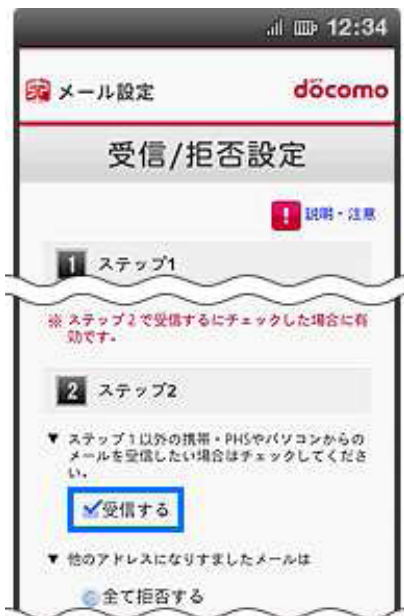 12:34
メール設定
döcomo
受信/拒否設定
! 説明・注意
1 ステップ1
※ ステップ2で受信するにチェックした場合に有
効です。
2 ステップ2
▼ ステップ1以外の携帯・PHSやパソコンからの
メールを受信したい場合はチェックしてくださ
い。
受信する
▼ 他のアドレスになりすましたメールは
全て拒否する